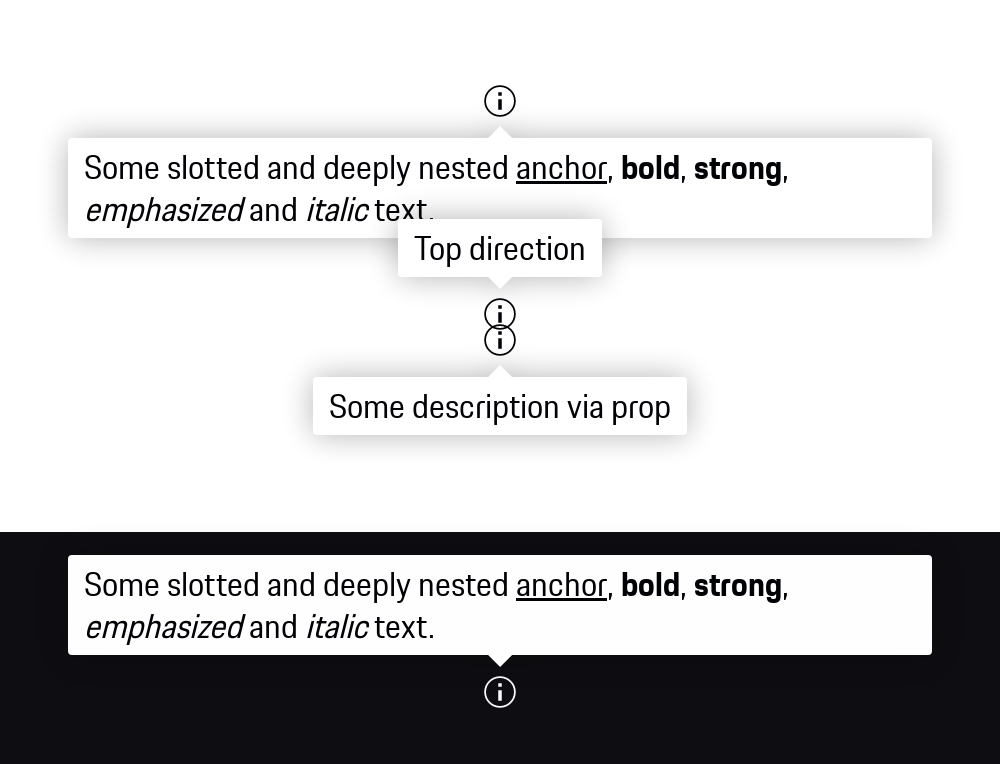 Some slotted and deeply nested anchor, bold, strong,
emphasized and italic text.
Top direction
Some description via prop
Some slotted and deeply nested anchor, bold, strong,
emphasized and italic text.